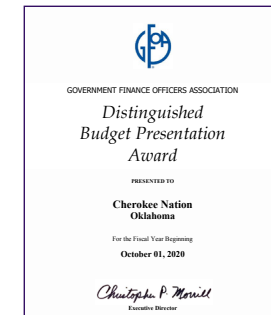 GFOA
GOVERNMENT FINANCE OFFICERS ASSOCIATION
Distinguished
Budget Presentation
Award
PRESENTED TO
Cherokee Nation
Oklahoma
For the Fiscal Year Beginning
October 01, 2020
Christopher P. Morrill
Executive Director